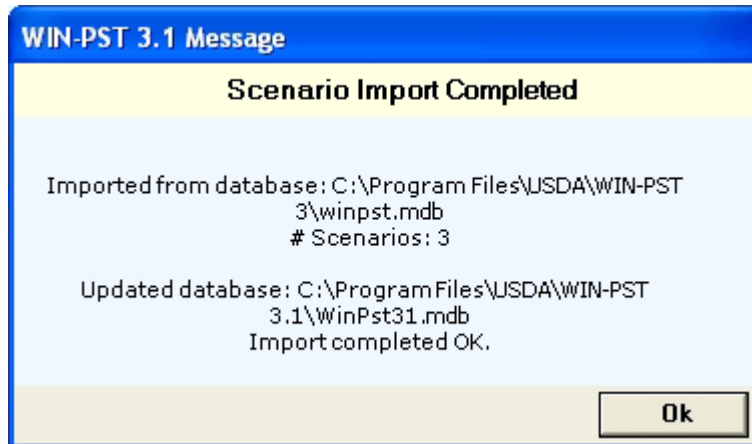 WIN-PST 3.1 Message
Scenario Import Completed
Imported from database: C:\Program Files\USDA\WIN-PST
3\winpst.mdb
# Scenarios: 3
Updated database: C:\Program Files\USDA\WIN-PST
3.1\WinPst31.mdb
Import completed OK.
Ok